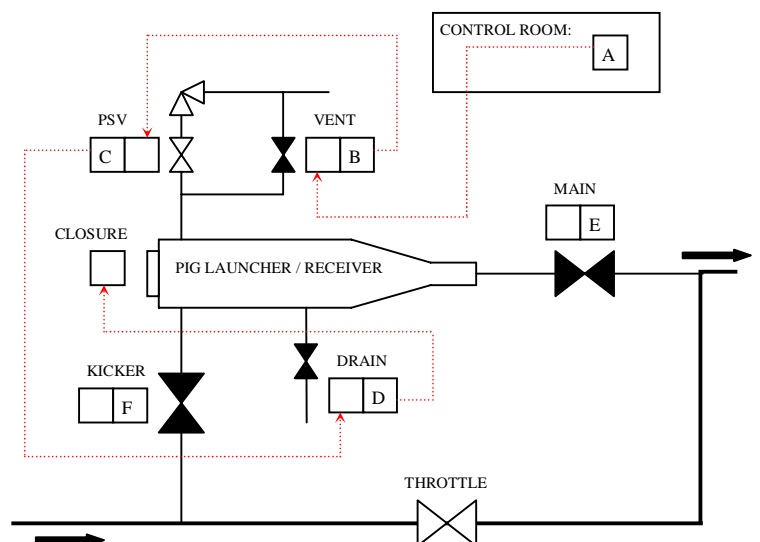 CONTROL ROOM:
A
PSV
VENT
C
B
MAIN
E
CLOSURE
PIG LAUNCHER / RECEIVER
KICKER
DRAIN
F
D
THROTTLE